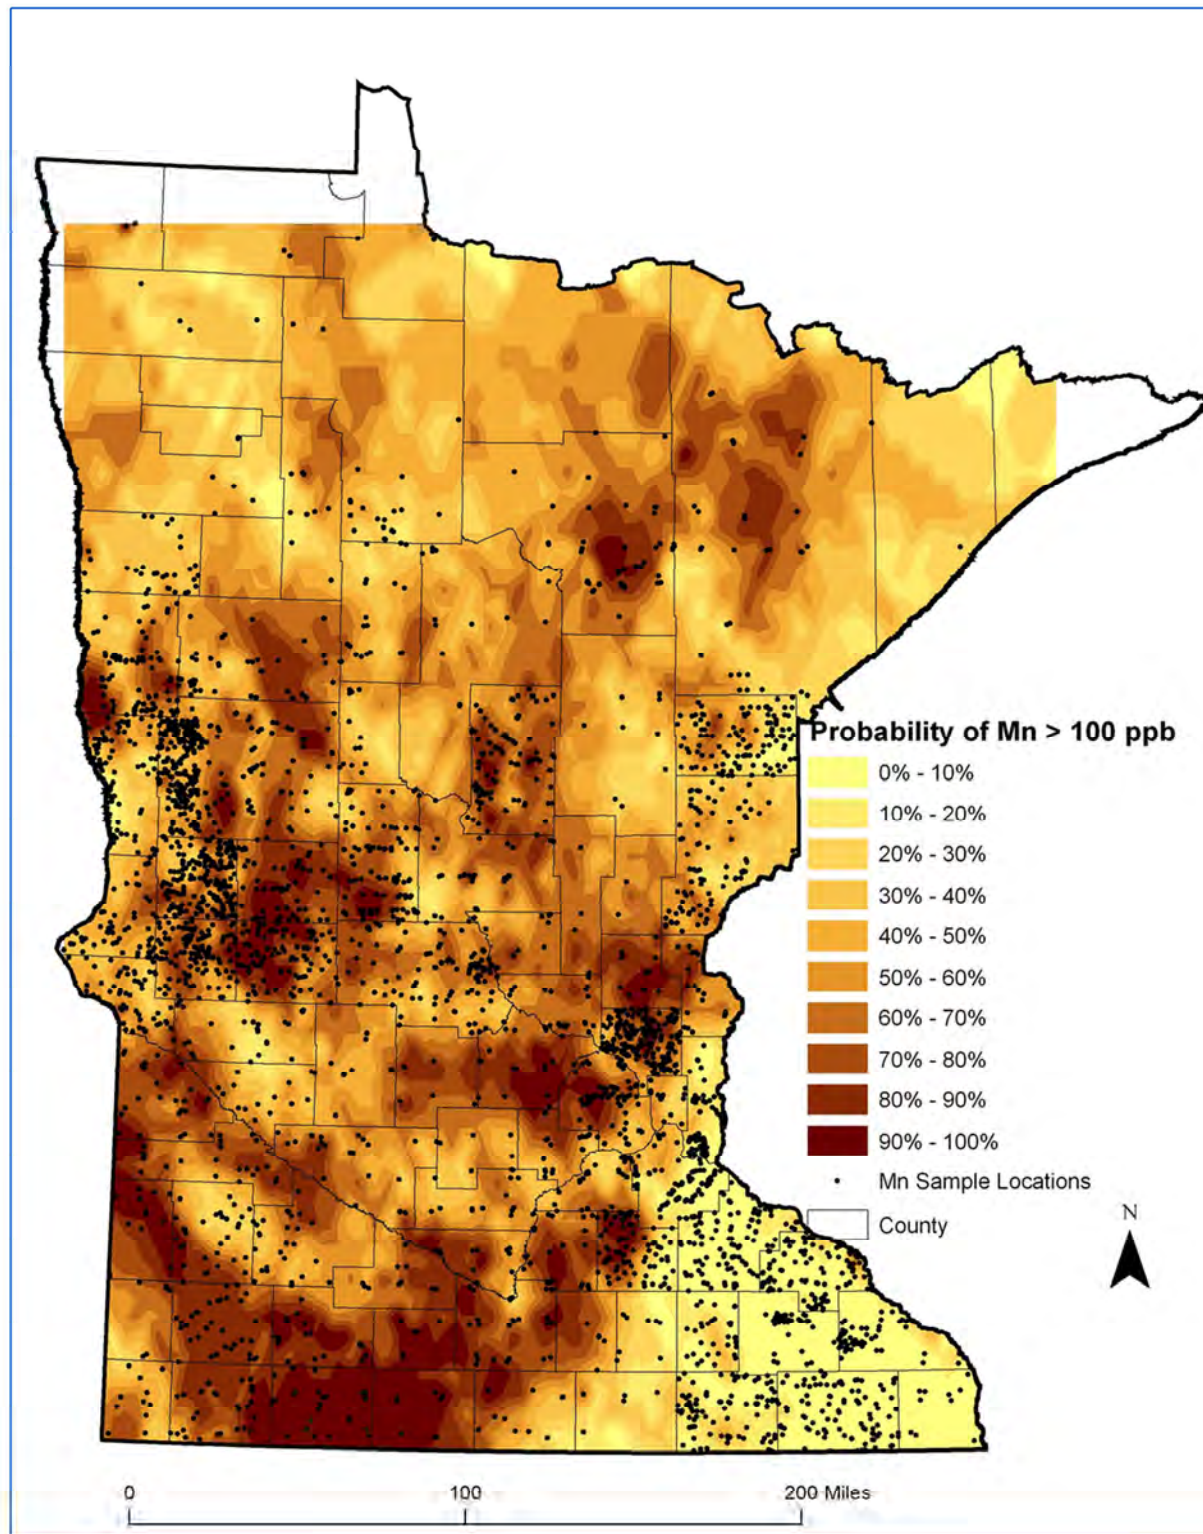 Probability of Mn > 100 ppb
0% - 10%
10% - 20%
20% - 30%
30% - 40%
40% - 50%
50% - 60%
60% - 70%
70% - 80%
80% - 90%
90% - 100%
Mn Sample Locations
County
N
0 100 200 Miles